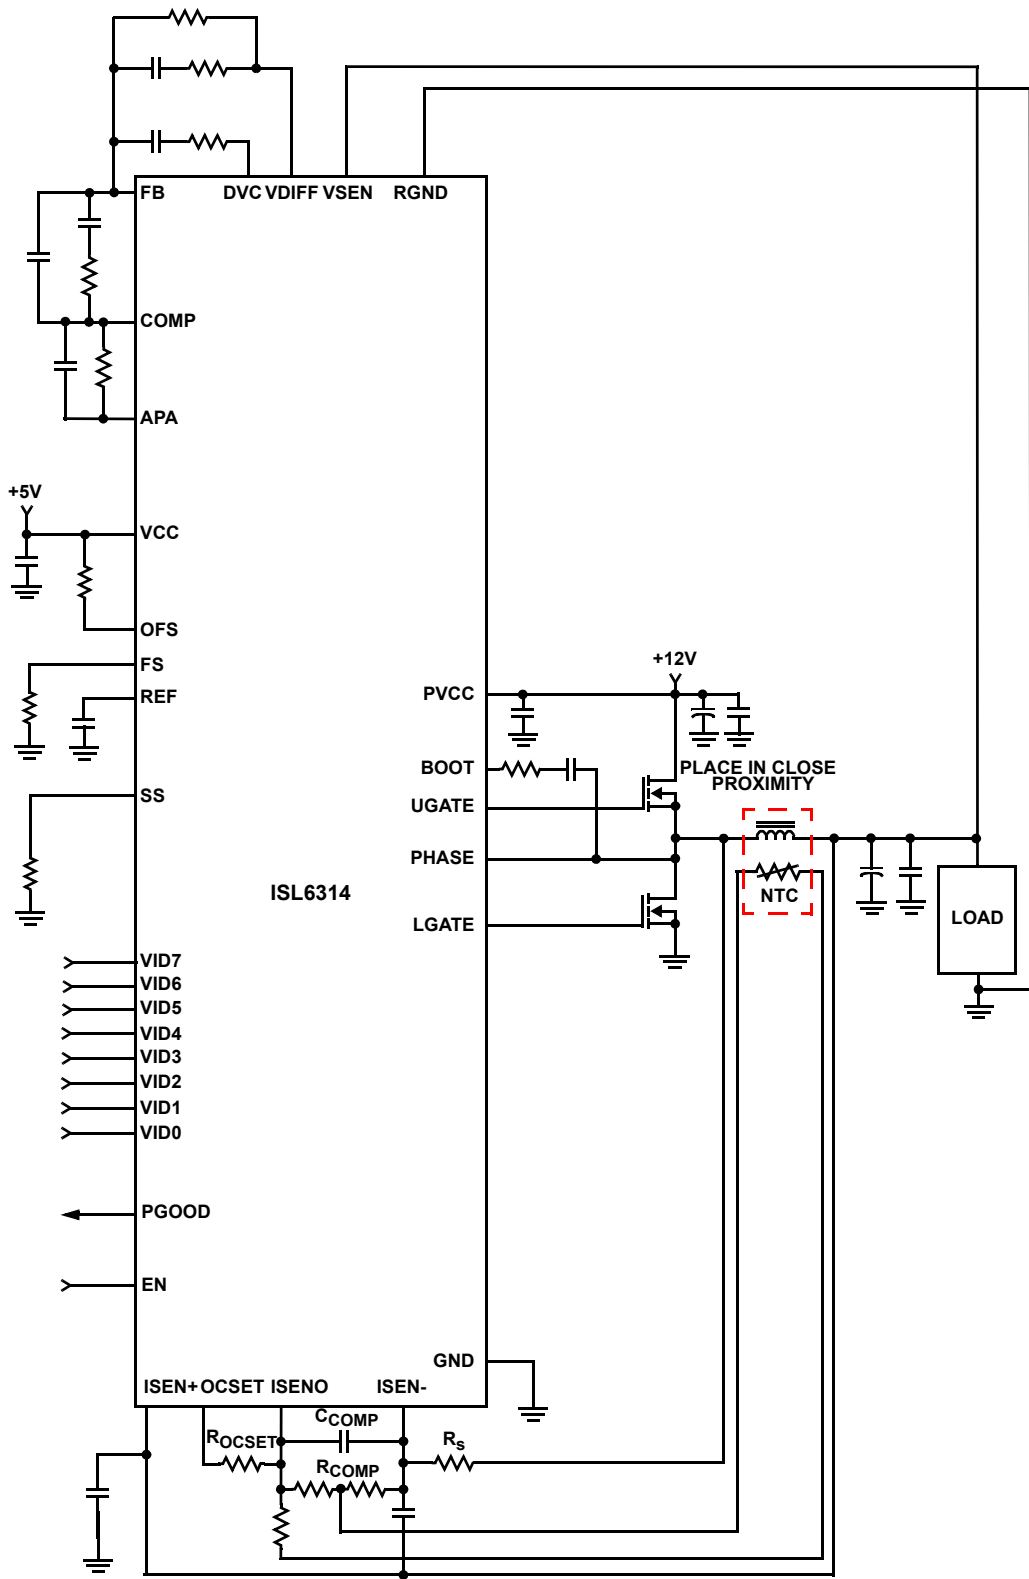 FB
DVC VDIFF VSEN RGND
COMP
APA
+5V
VCC
OFS
FS
REF
SS
+12V
PVCC
BOOT
UGATE
PHASE
LGATE
PLACE IN CLOSE
PROXIMITY
NTC
LOAD
ISL6314
VID7
VID6
VID5
VID4
VID3
VID2
VID1
VID0
PGOOD
EN
GND
ISEN+ OCSET ISENO ISEN-
CCOMP
ROCSET
RCOMP
Rs